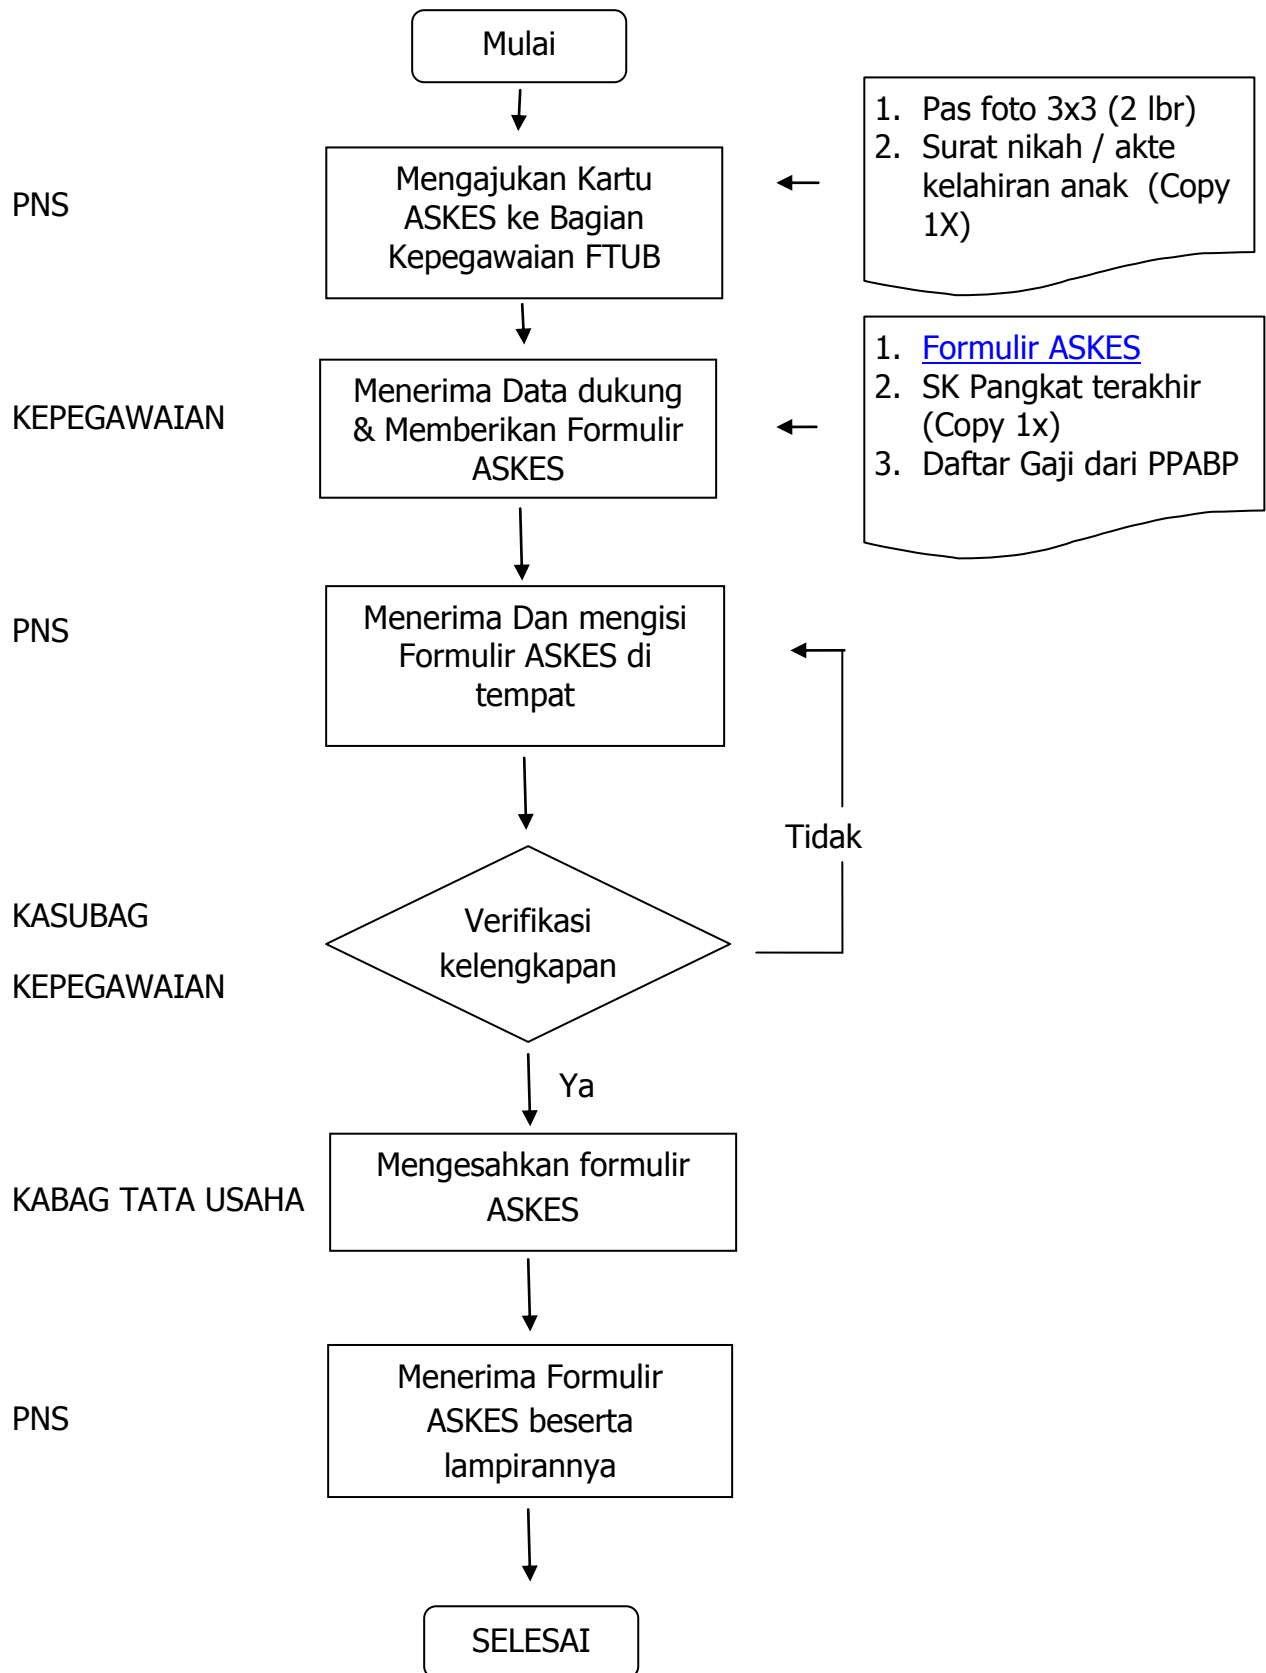 Mulai
1. Pas foto 3x3 (2 lbr)
2. Surat nikah / akte
kelahiran anak (Copy
1X)
PNS
Mengajukan Kartu
ASKES ke Bagian
Kepegawaian FTUB
1. Formulir ASKES
2. SK Pangkat terakhir
(Copy 1x)
3. Daftar Gaji dari PPABP
KEPEGAWAIAN
Menerima Data dukung
& Memberikan Formulir
ASKES
PNS
Menerima Dan mengisi
Formulir ASKES di
tempat
Tidak
KASUBAG
KEPEGAWAIAN
Verifikasi
kelengkapan
Ya
KABAG TATA USAHA
Mengesahkan formulir
ASKES
PNS
Menerima Formulir
ASKES beserta
lampirannya
SELESAI